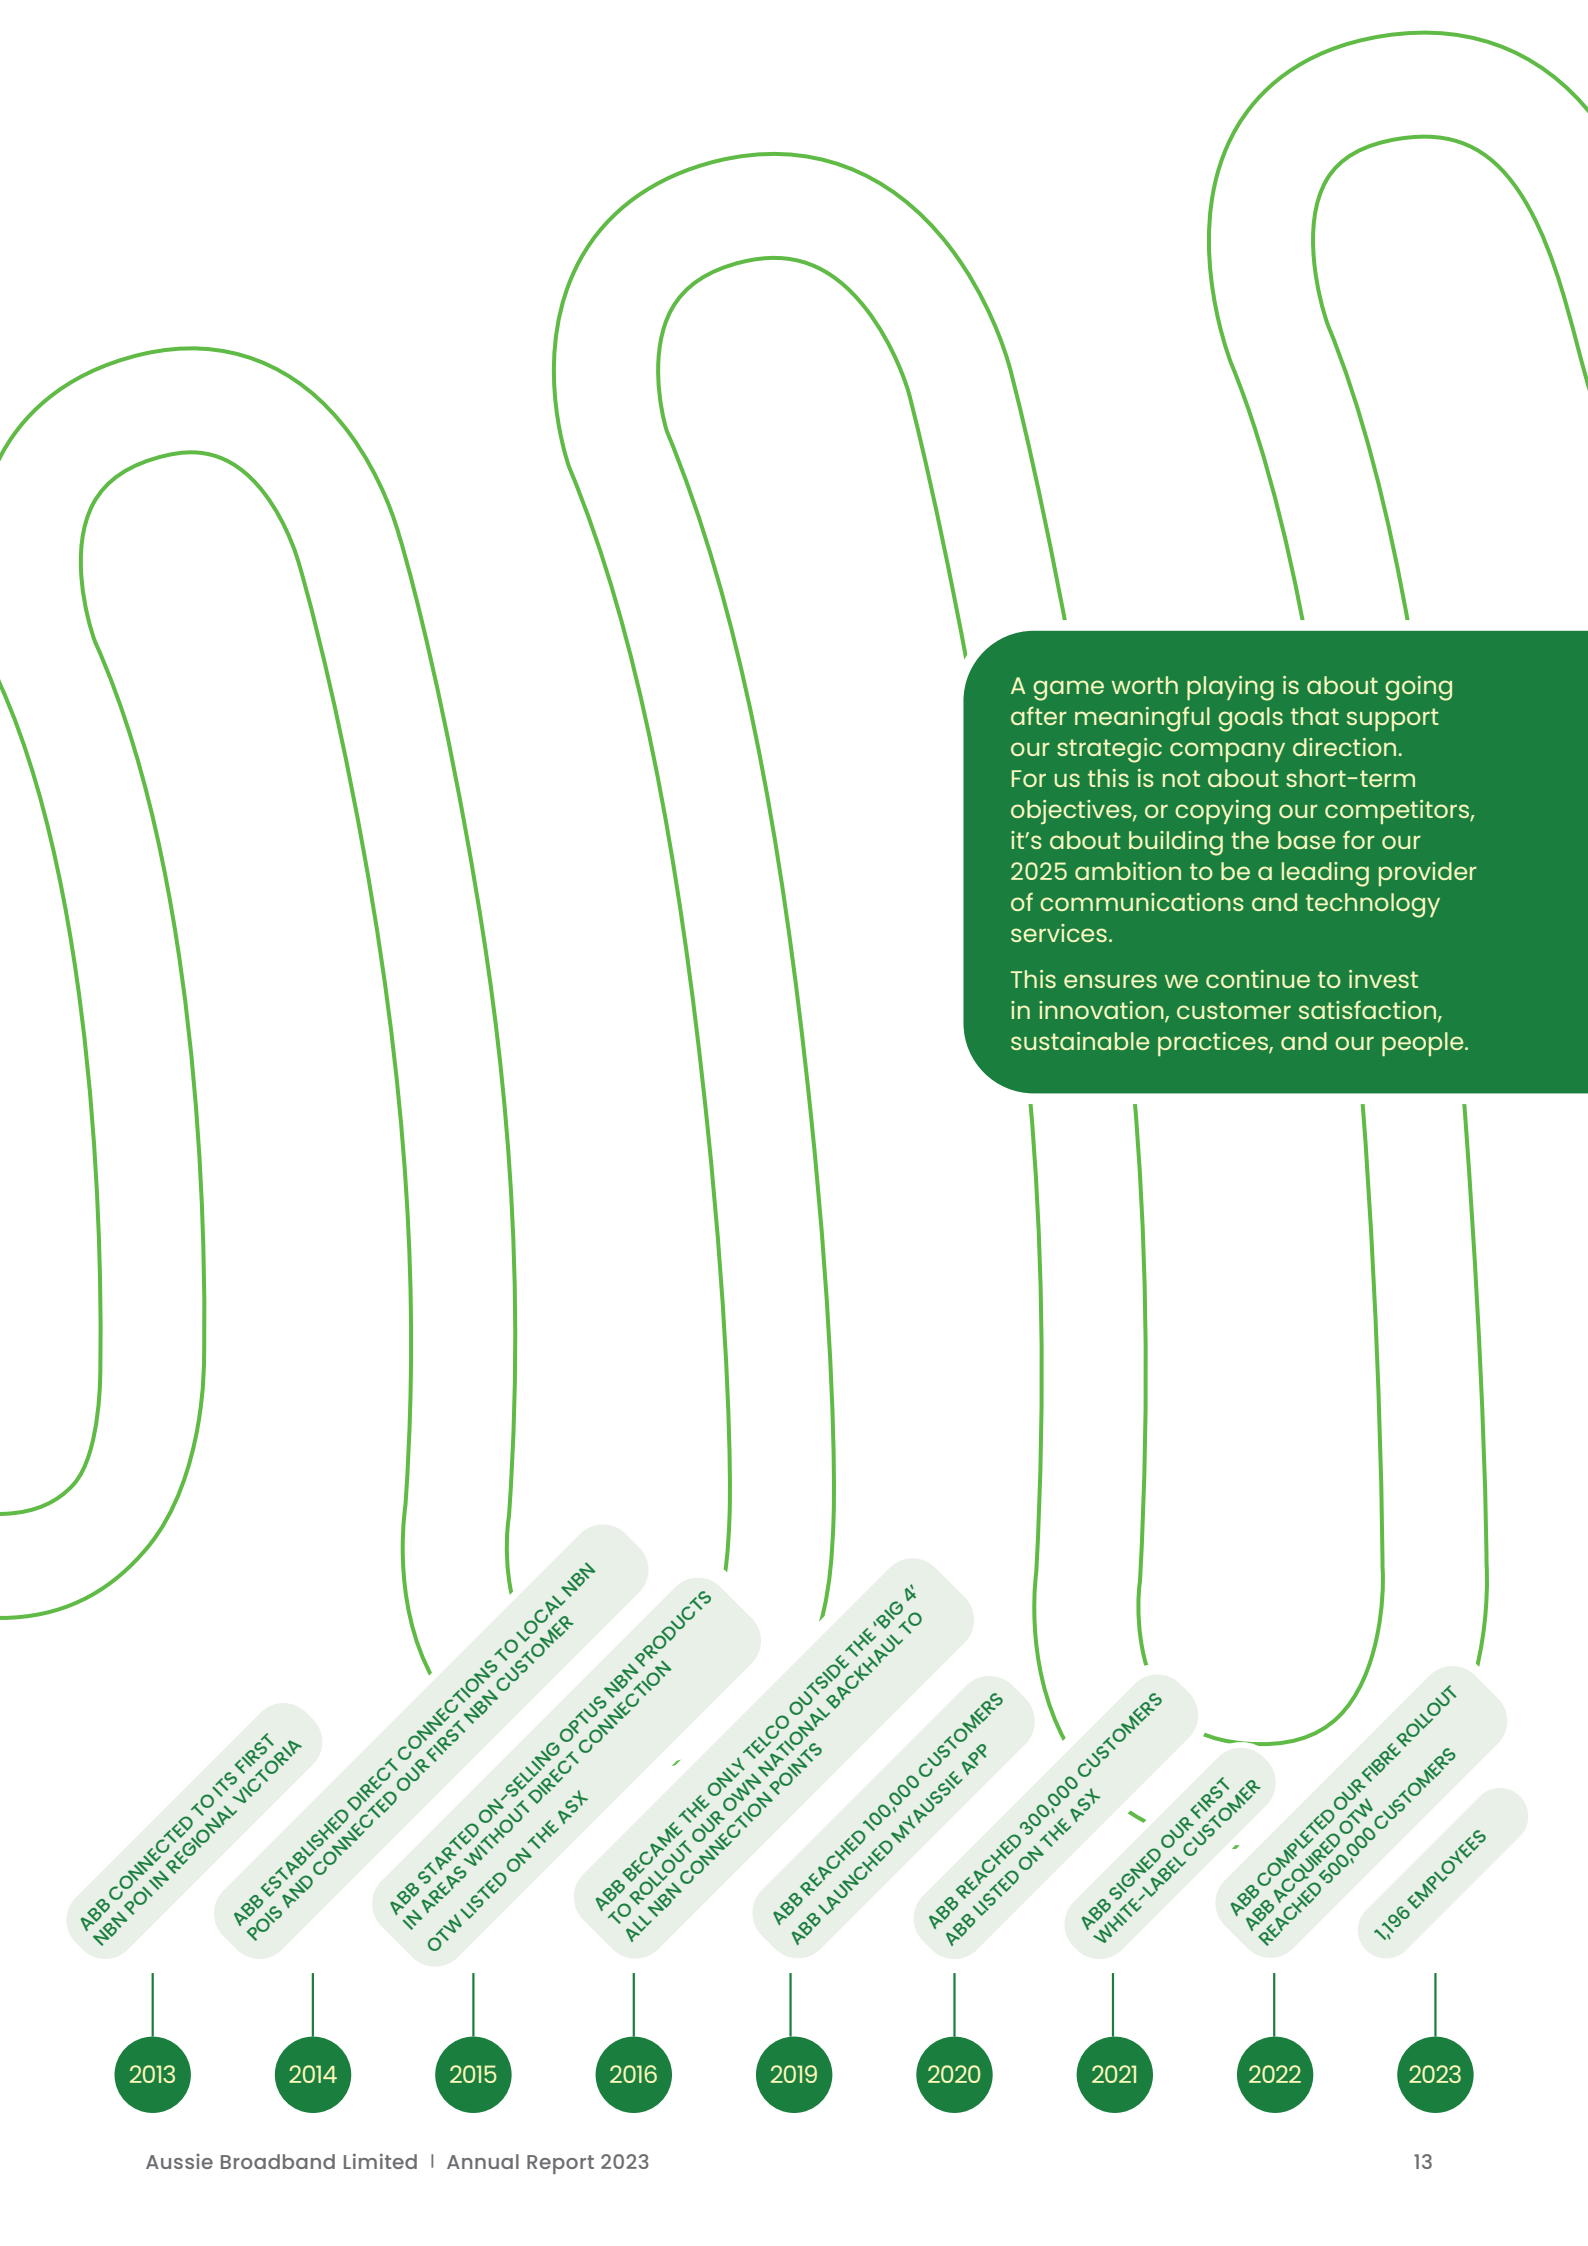 A game worth playing is about going
after meaningful goals that support
our strategic company direction.
For us this is not about short-term
objectives, or copying our competitors,
it’s about building the base for our
2025 ambition to be a leading provider
of communications and technology
services.
This ensures we continue to invest
in innovation, customer satisfaction,
sustainable practices, and our people.
ABB CONNECTED TO ITS FIRST
NBN POI IN REGIONAL VICTORIA
ABB ESTABLISHED DIRECT CONNECTIONS TO LOCAL NBN
POIS AND CONNECTED OUR FIRST NBN CUSTOMER
ABB STARTED ON-SELLING OPTUS NBN PRODUCTS
IN AREAS WITHOUT DIRECT CONNECTION
OTW LISTED ON THE ASX
ABB BECAME THE ONLY TELCO OUTSIDE THE ‘BIG 4’
TO ROLLOUT OUR OWN NATIONAL BACKHAUL TO
ALL NBN CONNECTION POINTS
ABB REACHED 100,000 CUSTOMERS
ABB LAUNCHED MYAUSSIE APP
ABB REACHED 300,000 CUSTOMERS
ABB LISTED ON THE ASX
ABB SIGNED OUR FIRST
WHITE-LABEL CUSTOMER
ABB COMPLETED OUR FIBRE ROLLOUT
ABB ACQUIRED OTW
REACHED 500,000 CUSTOMERS
1,196 EMPLOYEES
2013
2014
2015
2016
2019
2020
2021
2022
2023
Aussie Broadband Limited | Annual Report 2023
13